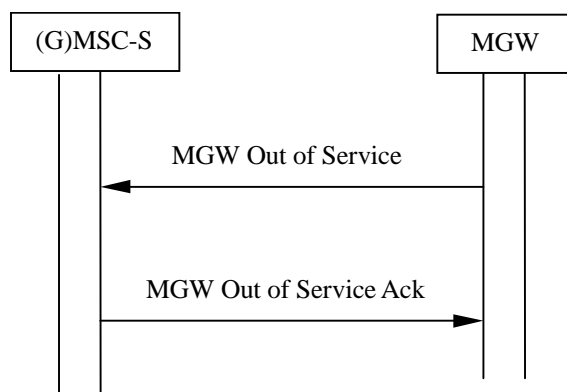 (G)MSC-S
MGW
MGW Out of Service
MGW Out of Service Ack